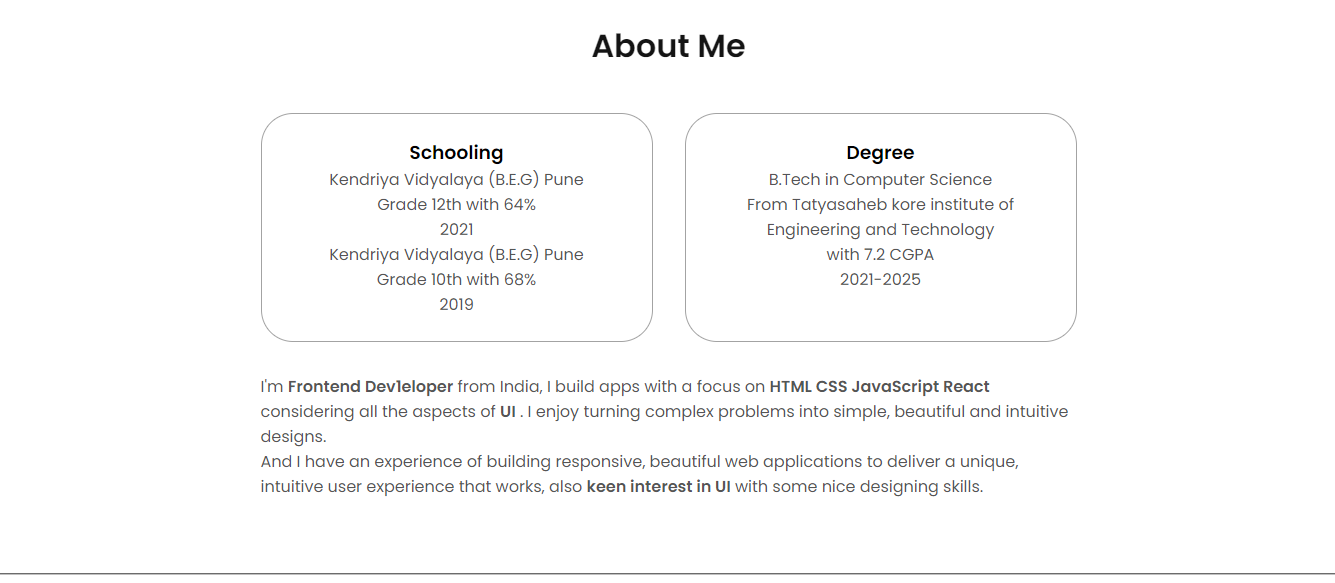 About Me
Schooling
Kendriya Vidyalaya (B.E.G) Pune
Grade 12th with 64%
2021
Kendriya Vidyalaya (B.E.G) Pune
Grade 10th with 68%
2019
Degree
B.Tech in Computer Science
From Tatyasaheb kore institute of
Engineering and Technology
with 7.2 CGPA
2021-2025
I'm Frontend Dev1eloper from India, I build apps with a focus on HTML CSS JavaScript React
considering all the aspects of UI . I enjoy turning complex problems into simple, beautiful and intuitive
designs.
And I have an experience of building responsive, beautiful web applications to deliver a unique,
intuitive user experience that works, also keen interest in UI with some nice designing skills.